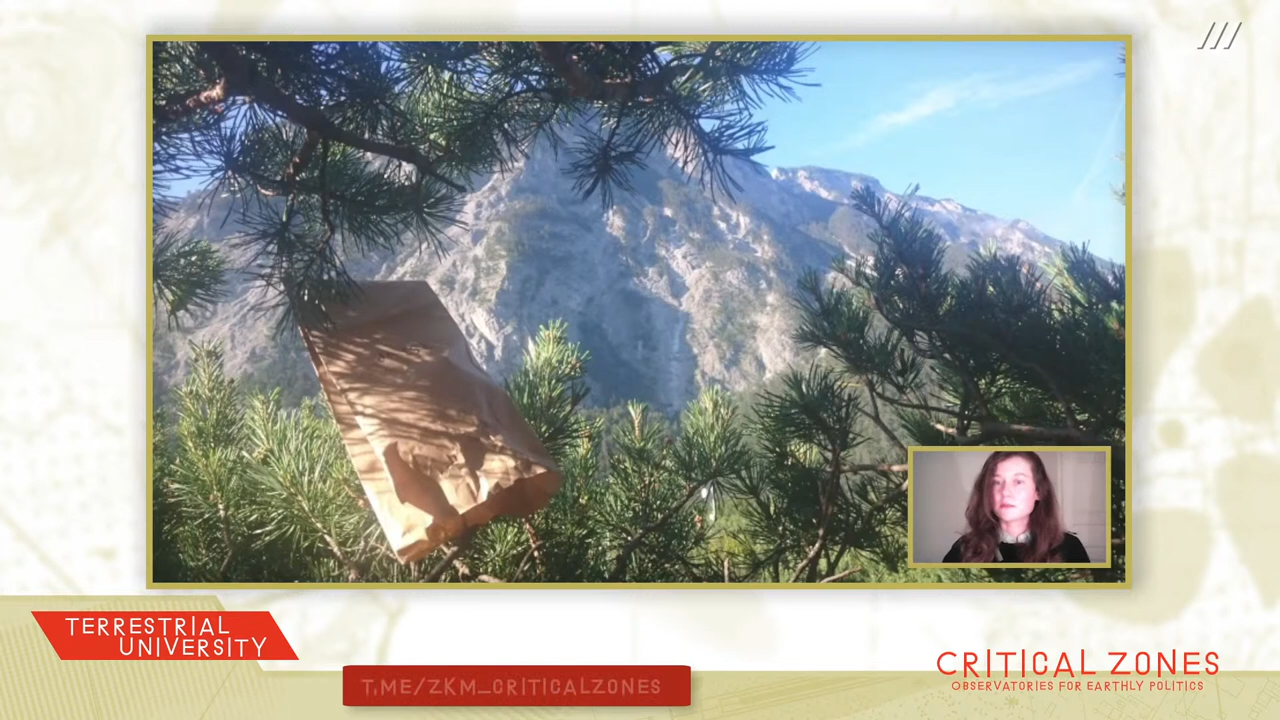 ///
TERRESTRIAL
UNIVERSITY
T.ME/ZKM_CRITICALZONES
CRITICAL ZONES
OBSERVATORIES FOR EARTHLY POLITICS